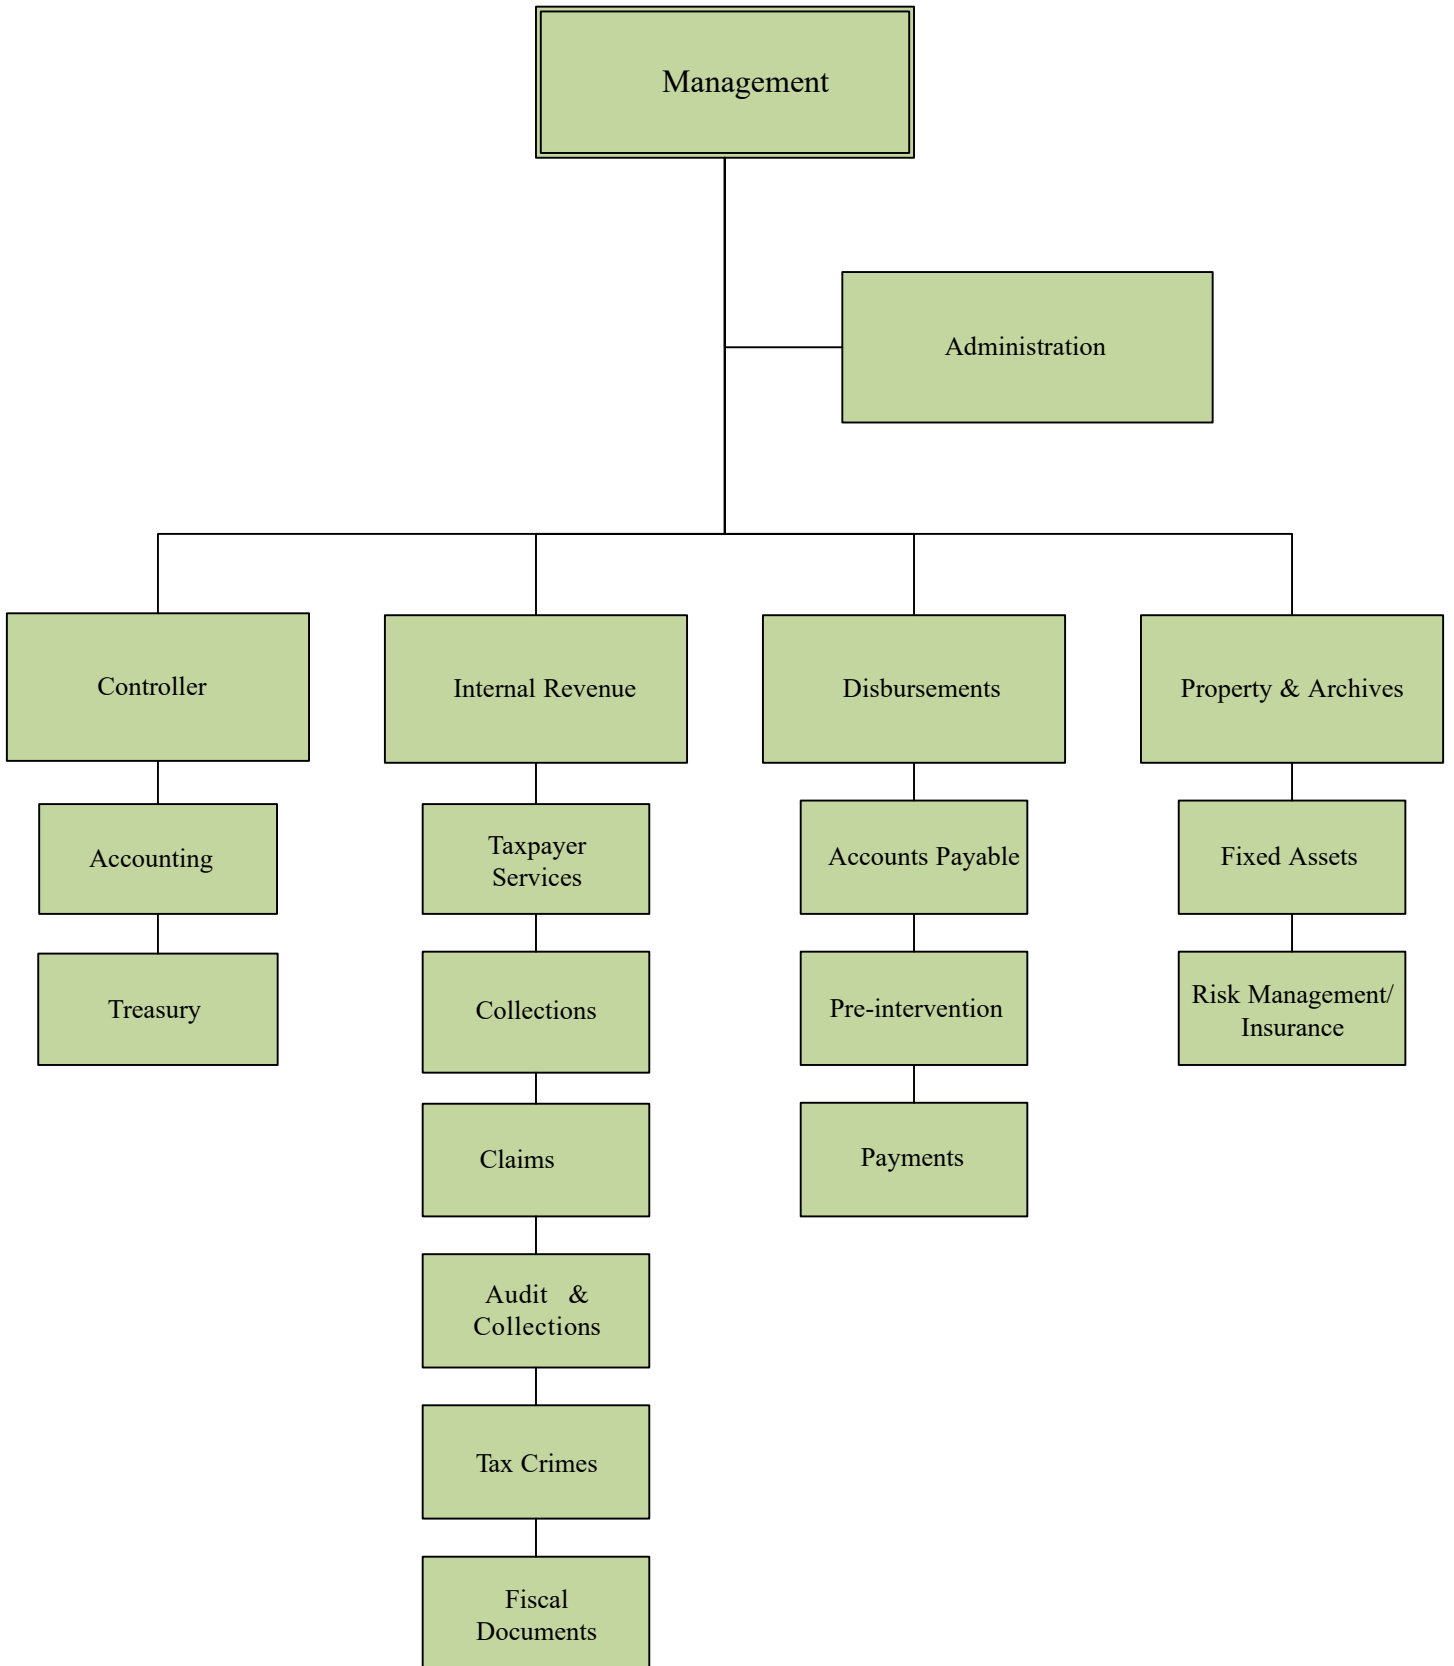 Management
Administration
Controller
Internal Revenue
Disbursements
Property & Archives
Accounting
Taxpayer
Services
Accounts Payable
Fixed Assets
Treasury
Collections
Pre-intervention
Risk Management/
Insurance
Claims
Payments
Audit & 
Collections
Tax Crimes
Fiscal
Documents